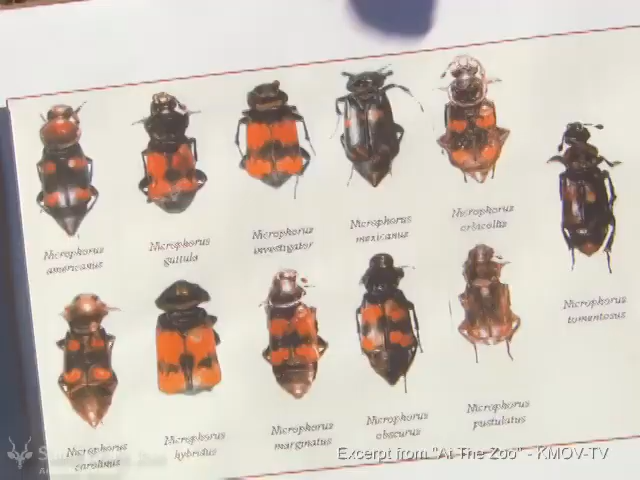 Nicrophorus
americanus
Nicrophorus
guttula
Nicrophorus
investigator
Nicrophorus
mexicanus
Nicrophorus
orbicollis
Nicrophorus
tomentosus
Nicrophorus
carolinus
Nicrophorus
hybridus
Nicrophorus
marginatus
Nicrophorus
obscurus
Nicrophorus
pustulatus
Excerpt from "At The Zoo" - KMOV-TV